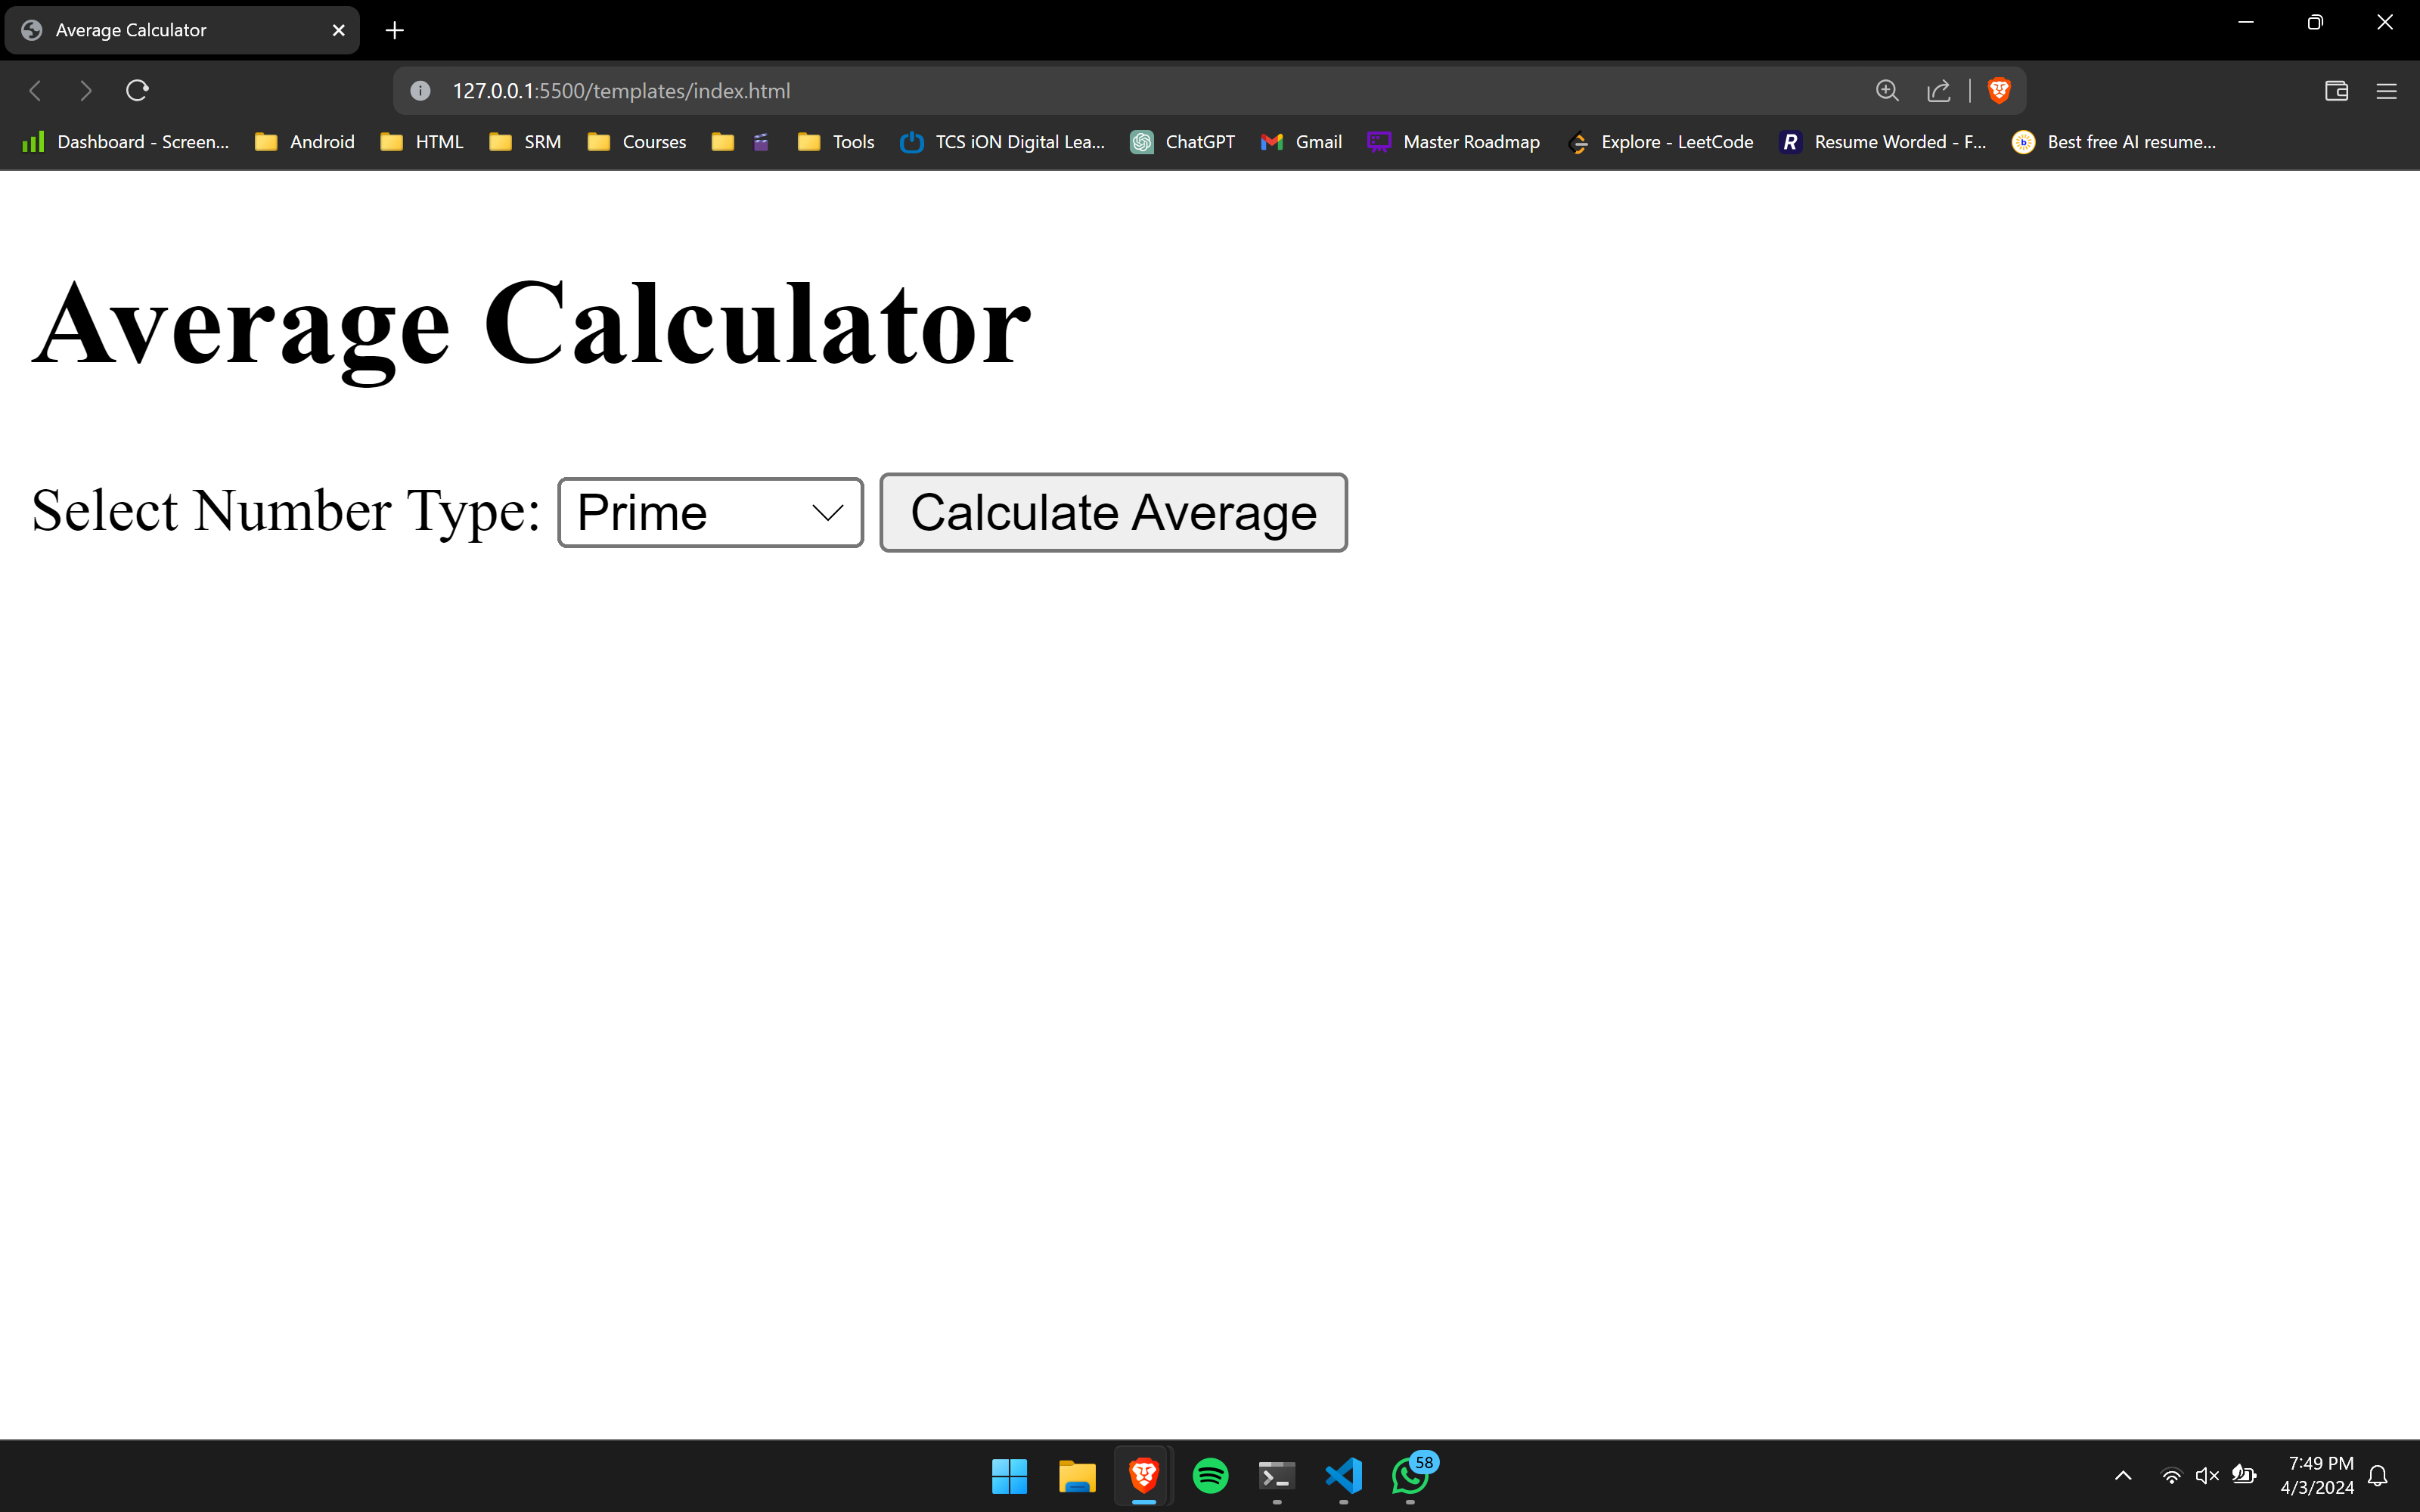 Average Calculator
127.0.0.1:5500/templates/index.html
Dashboard - Screen... Android HTML SRM Courses Tools TCS iON Digital Lea... ChatGPT Gmail Master Roadmap Explore - LeetCode R Resume Worded - F... b Best free AI resume...
Average Calculator
Select Number Type: Prime Calculate Average
58
7:49 PM
4/3/2024